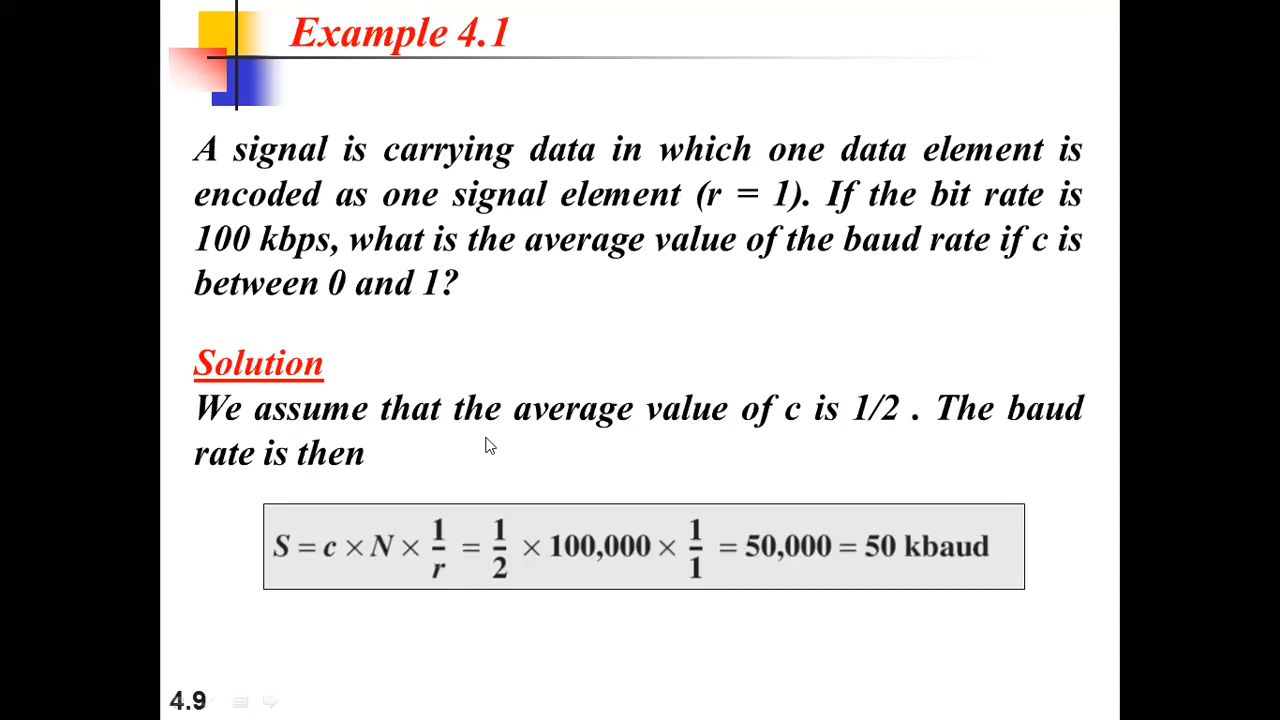 Example 4.1
A signal is carrying data in which one data element is
encoded as one signal element (r = 1). If the bit rate is
100 kbps, what is the average value of the baud rate if c is
between 0 and 1?
Solution
We assume that the average value of c is 1/2 . The baud
rate is then
S = c × N × 1/r = 1/2 × 100,000 × 1/1 = 50,000 = 50 kbaud
4.9